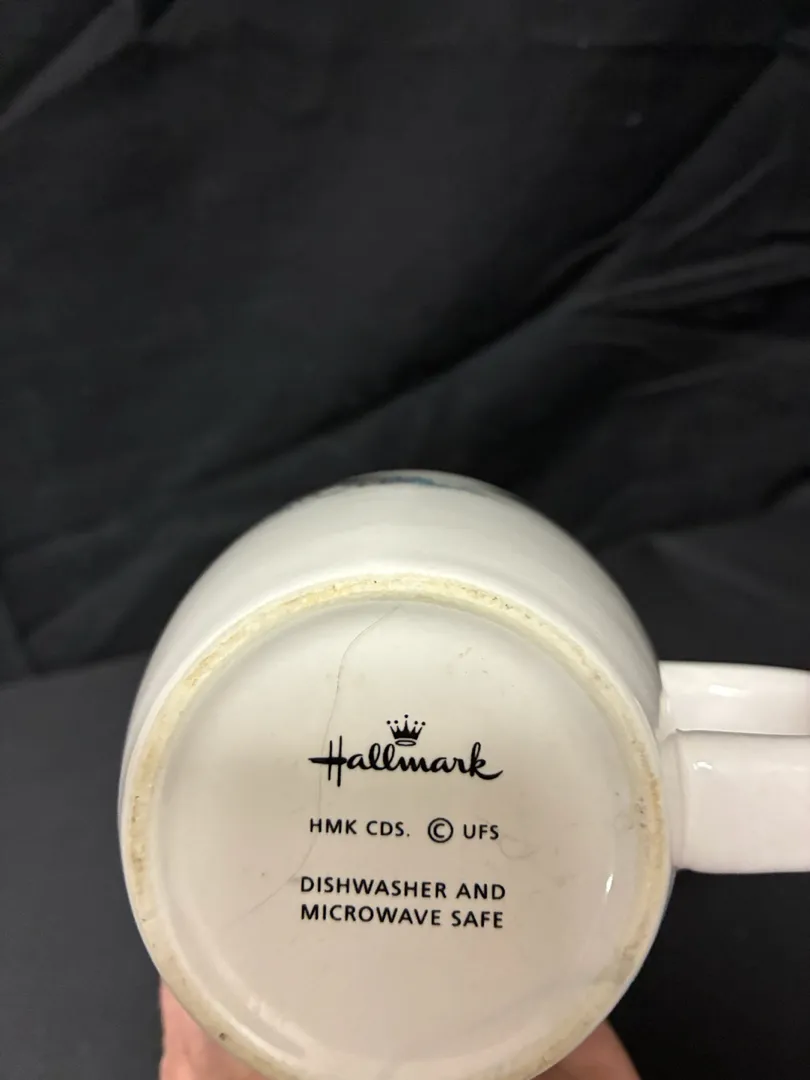 Hallmark
HMK CDS. © UFS
DISHWASHER AND
MICROWAVE SAFE